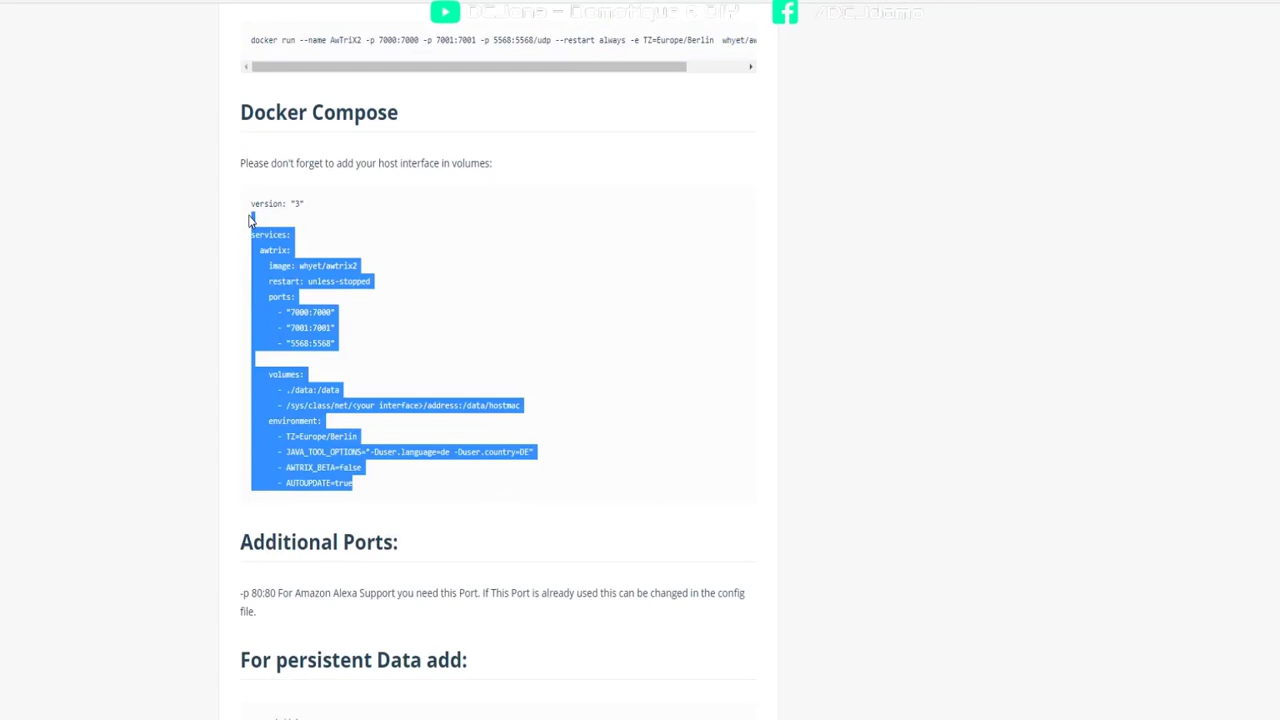 DCJona - Domotique & DIY
/DCJdomo
docker run --name AwTriX2 -p 7000:7000 -p 7001:7001 -p 5568:5568/udp --restart always -e TZ=Europe/Berlin  whyet/aw
Docker Compose
Please don't forget to add your host interface in volumes:
version: "3"
services:
  awtrix:
    image: whyet/awtrix2
    restart: unless-stopped
    ports:
      - "7000:7000"
      - "7001:7001"
      - "5568:5568"
    volumes:
      - ./data:/data
      - /sys/class/net/<your interface>/address:/data/hostmac
    environment:
      - TZ=Europe/Berlin
      - JAVA_TOOL_OPTIONS="-Duser.language=de -Duser.country=DE"
      - AWTRIX_BETA=false
      - AUTOUPDATE=true
Additional Ports:
-p 80:80 For Amazon Alexa Support you need this Port. If This Port is already used this can be changed in the config
file.
For persistent Data add: